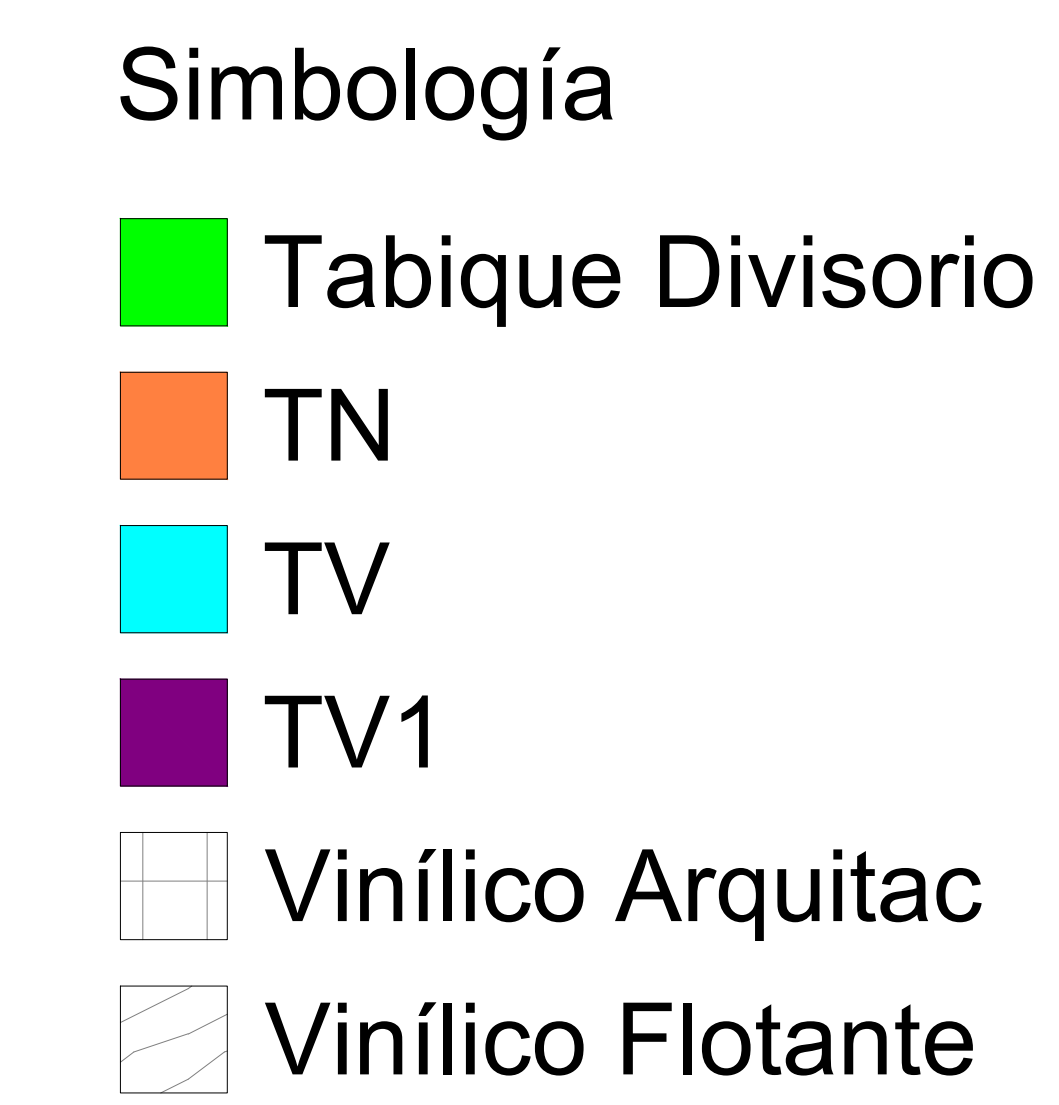 Simbología
Tabique Divisorio
TN
TV
TV1
Vinílico Arquitac
Vinílico Flotante